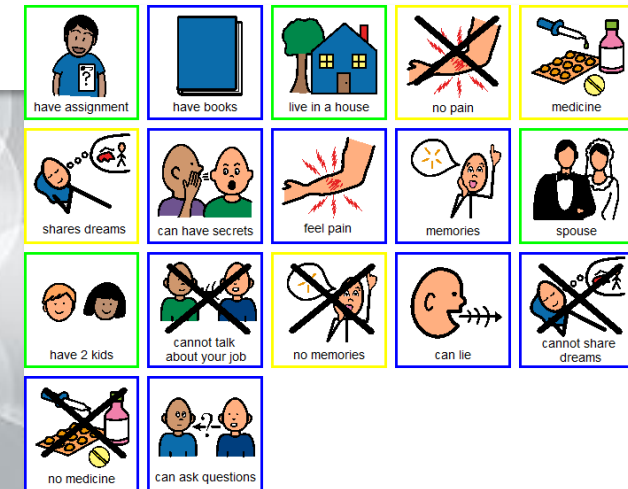 have assignment
have books
live in a house
no pain
medicine
shares dreams
can have secrets
feel pain
memories
spouse
have 2 kids
cannot talk
about your job
no memories
can lie
cannot share
dreams
no medicine
can ask questions